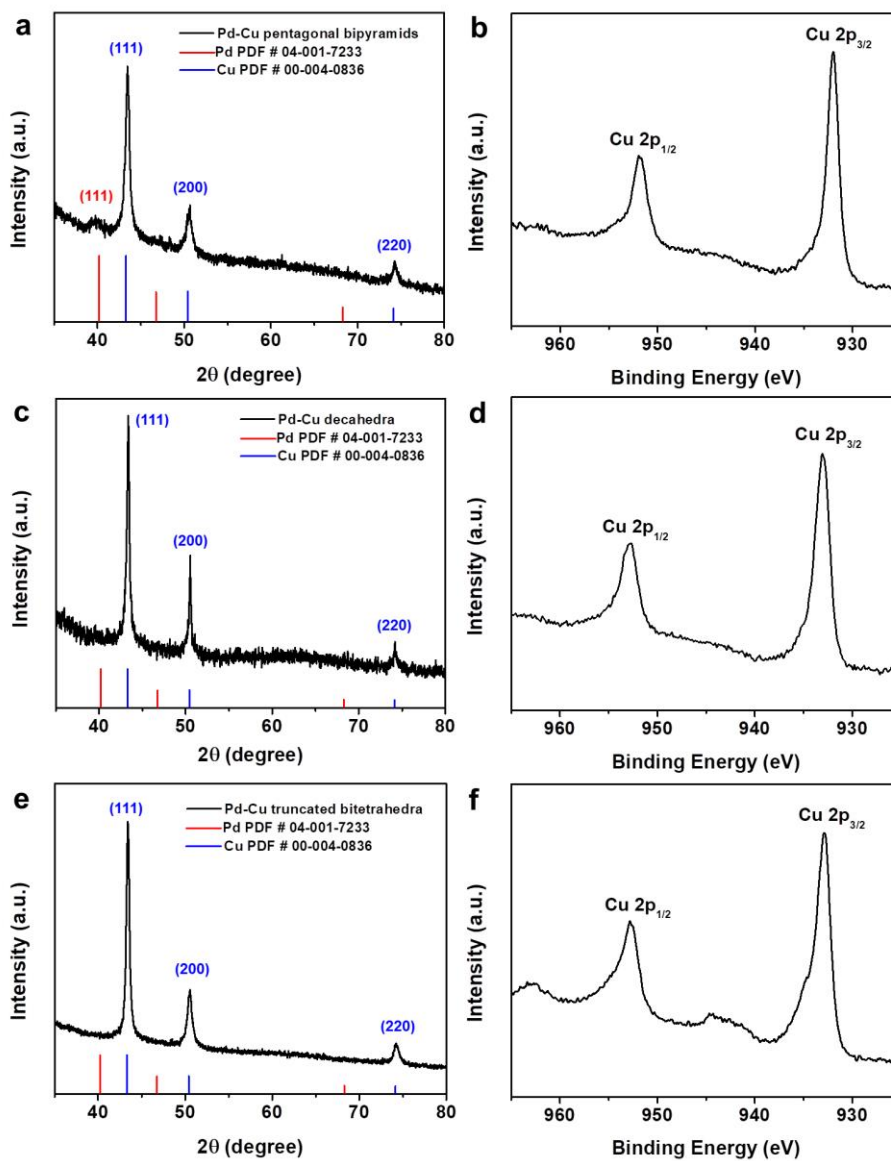 a
Pd-Cu pentagonal bipyramids
Pd PDF # 04-001-7233
Cu PDF # 00-004-0836
(111)
(111)
(200)
(220)
Intensity (a.u.)
40 50 60 70 80
2θ (degree)
b
Cu 2p3/2
Cu 2p1/2
Intensity (a.u.)
960 950 940 930
Binding Energy (eV)
c
Pd-Cu decahedra
Pd PDF # 04-001-7233
Cu PDF # 00-004-0836
(111)
(200)
(220)
Intensity (a.u.)
40 50 60 70 80
2θ (degree)
d
Cu 2p3/2
Cu 2p1/2
Intensity (a.u.)
960 950 940 930
Binding Energy (eV)
e
Pd-Cu truncated bitetrahedra
Pd PDF # 04-001-7233
Cu PDF # 00-004-0836
(111)
(200)
(220)
Intensity (a.u.)
40 50 60 70 80
2θ (degree)
f
Cu 2p3/2
Cu 2p1/2
Intensity (a.u.)
960 950 940 930
Binding Energy (eV)